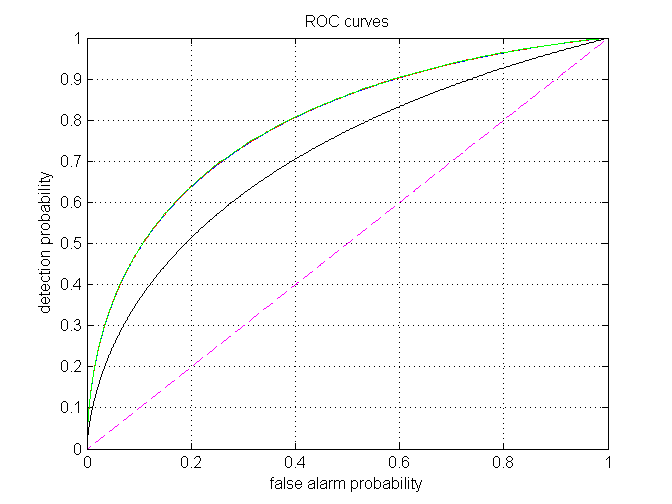 ROC curves
1
0.9
0.8
0.7
0.6
0.5
0.4
0.3
0.2
0.1
0
detection probability
0 0.2 0.4 0.6 0.8 1
false alarm probability